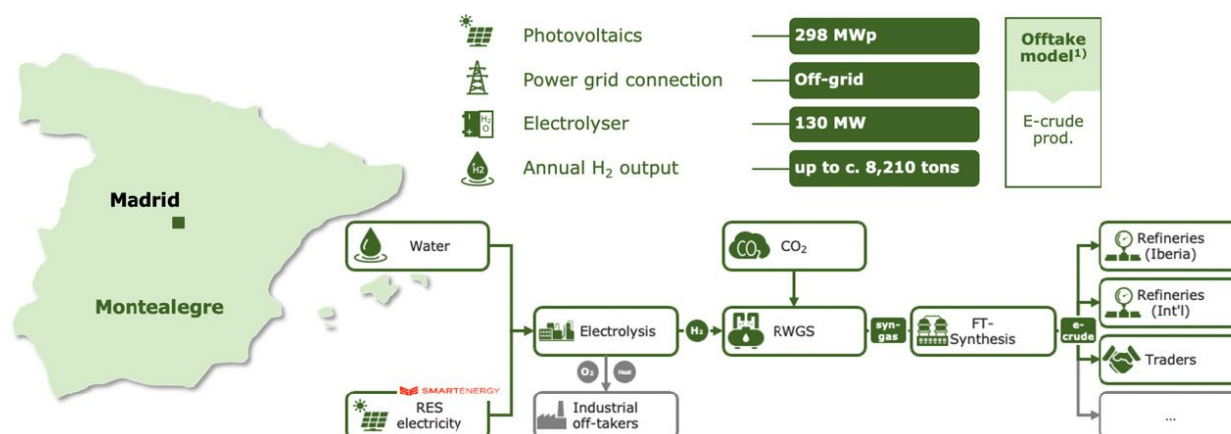 Photovoltaics
298 MWp
Power grid connection
Off-grid
Electrolyser
130 MW
Annual H₂ output
up to c. 8,210 tons
Offtake
model¹⁾
E-crude
prod.
H₂
O
H2
Madrid
Montealegre
Water
SMARTENERGY
RES
electricity
Electrolysis
O₂
Heat
Industrial
off-takers
H₂
CO₂
CO₂
RWGS
syn-
gas
FT-
Synthesis
e-
crude
Refineries
(Iberia)
Refineries
(Int'l)
Traders
...